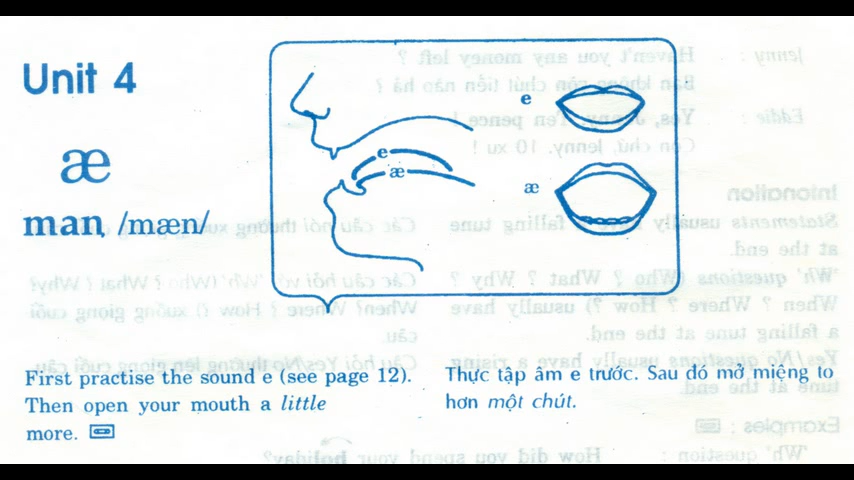 Unit 4
æ
man, /mæn/
e
æ
e
æ
First practise the sound e (see page 12).
Then open your mouth a little
more.
Thực tập âm e trước. Sau đó mở miệng to
hơn một chút.